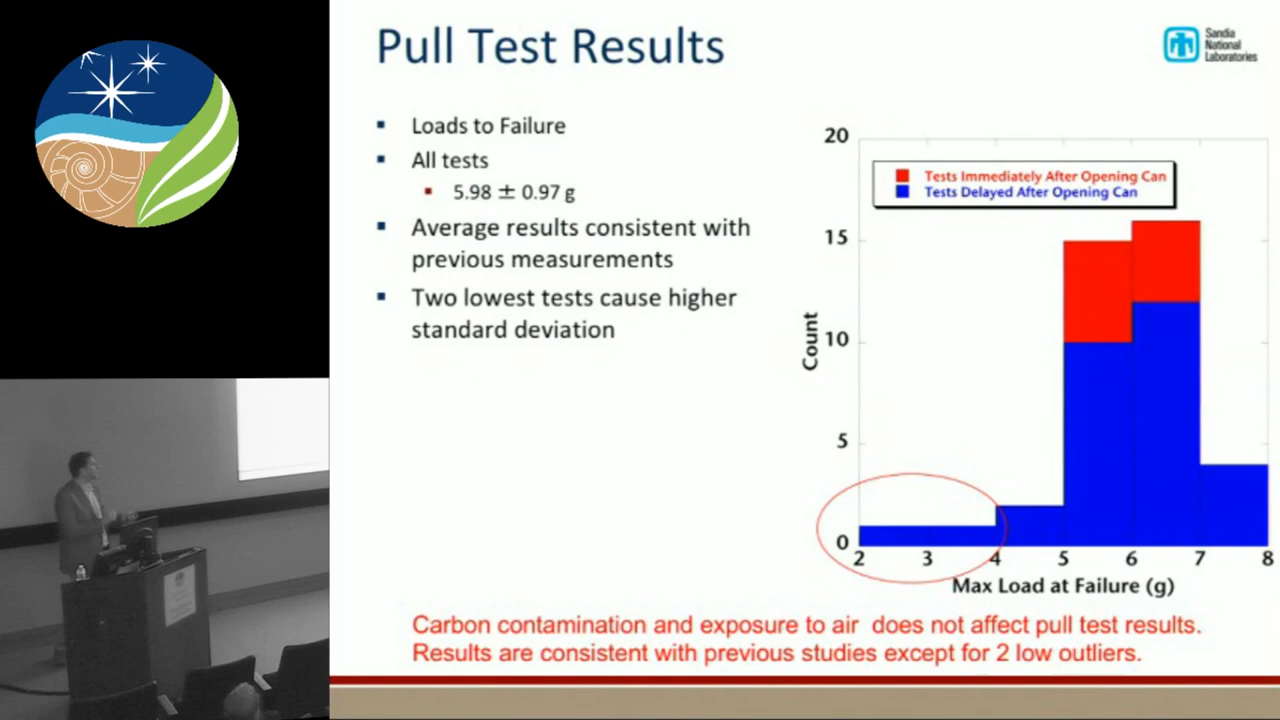 Pull Test Results
Sandia
National
Laboratories
Loads to Failure
All tests
5.98 ± 0.97 g
Average results consistent with
previous measurements
Two lowest tests cause higher
standard deviation
20
15
10
5
0
Count
Tests Immediately After Opening Can
Tests Delayed After Opening Can
2 3 4 5 6 7 8
Max Load at Failure (g)
Carbon contamination and exposure to air does not affect pull test results.
Results are consistent with previous studies except for 2 low outliers.